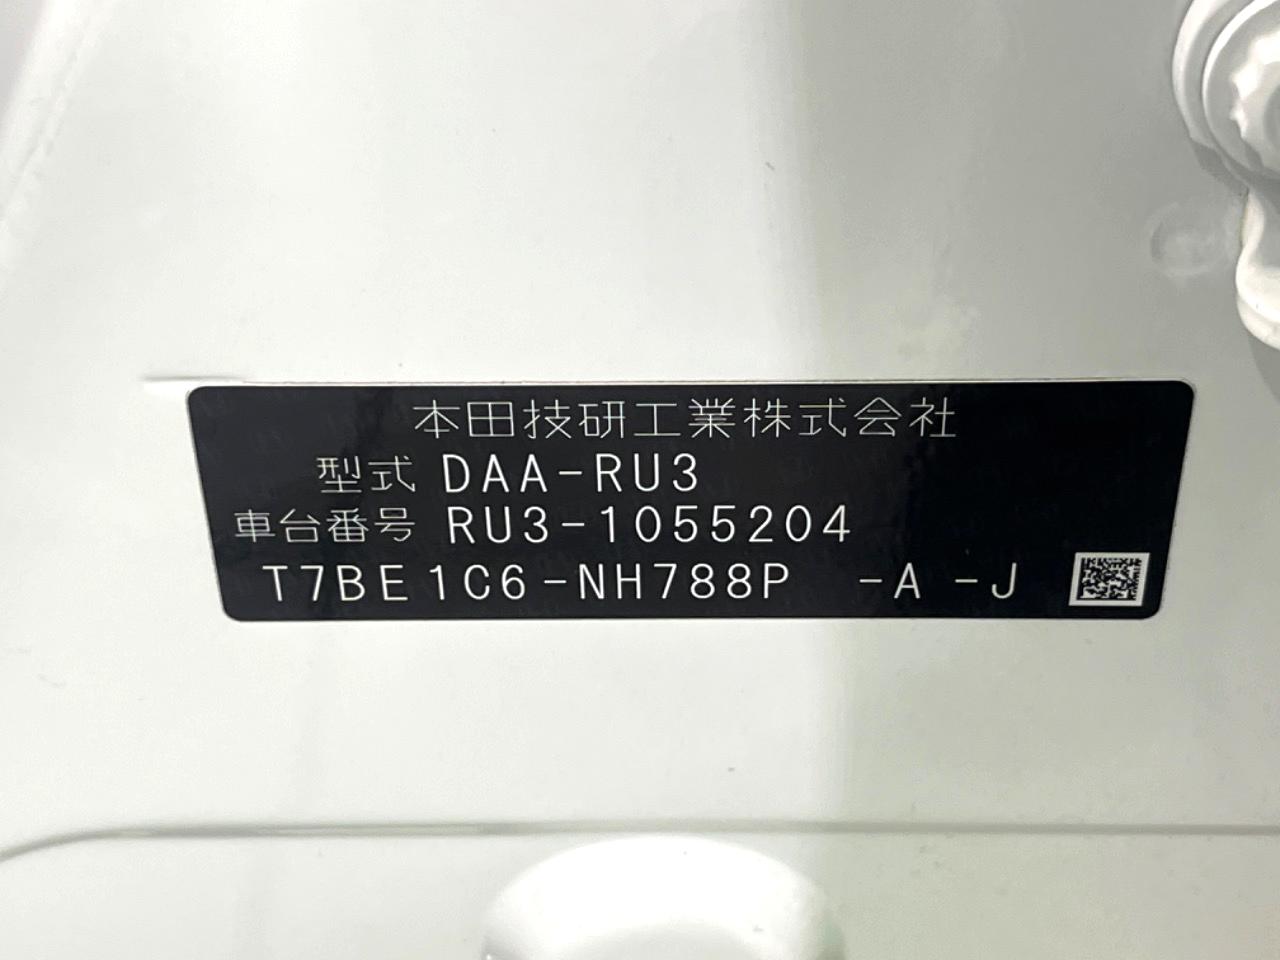 本田技研工業株式会社
型式 DAA-RU3
車台番号 RU3-1055204
T7BE1C6-NH788P -A -J